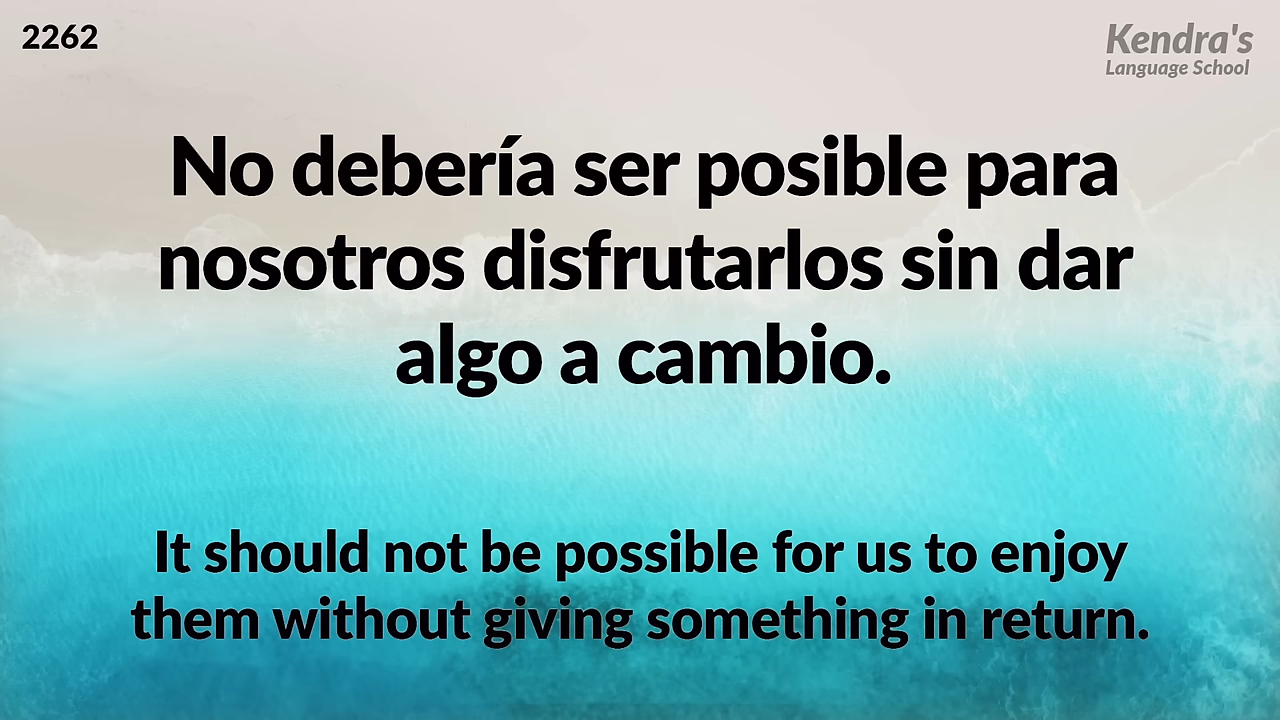 2262
Kendra's
Language School
No debería ser posible para
nosotros disfrutarlos sin dar
algo a cambio.
It should not be possible for us to enjoy
them without giving something in return.